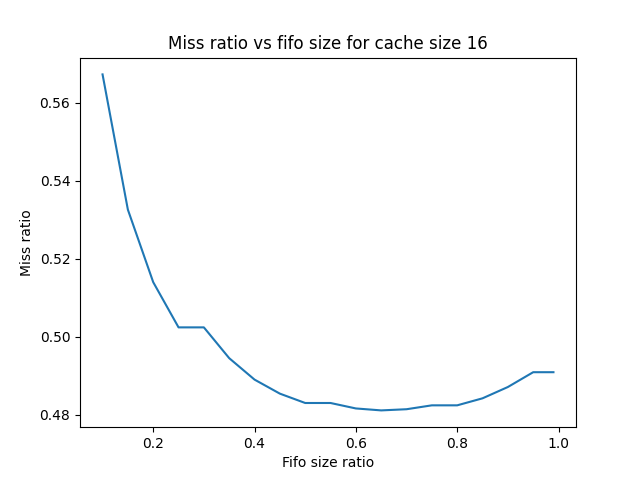 Miss ratio vs fifo size for cache size 16
Miss ratio
0.56
0.54
0.52
0.50
0.48
0.2 0.4 0.6 0.8 1.0
Fifo size ratio